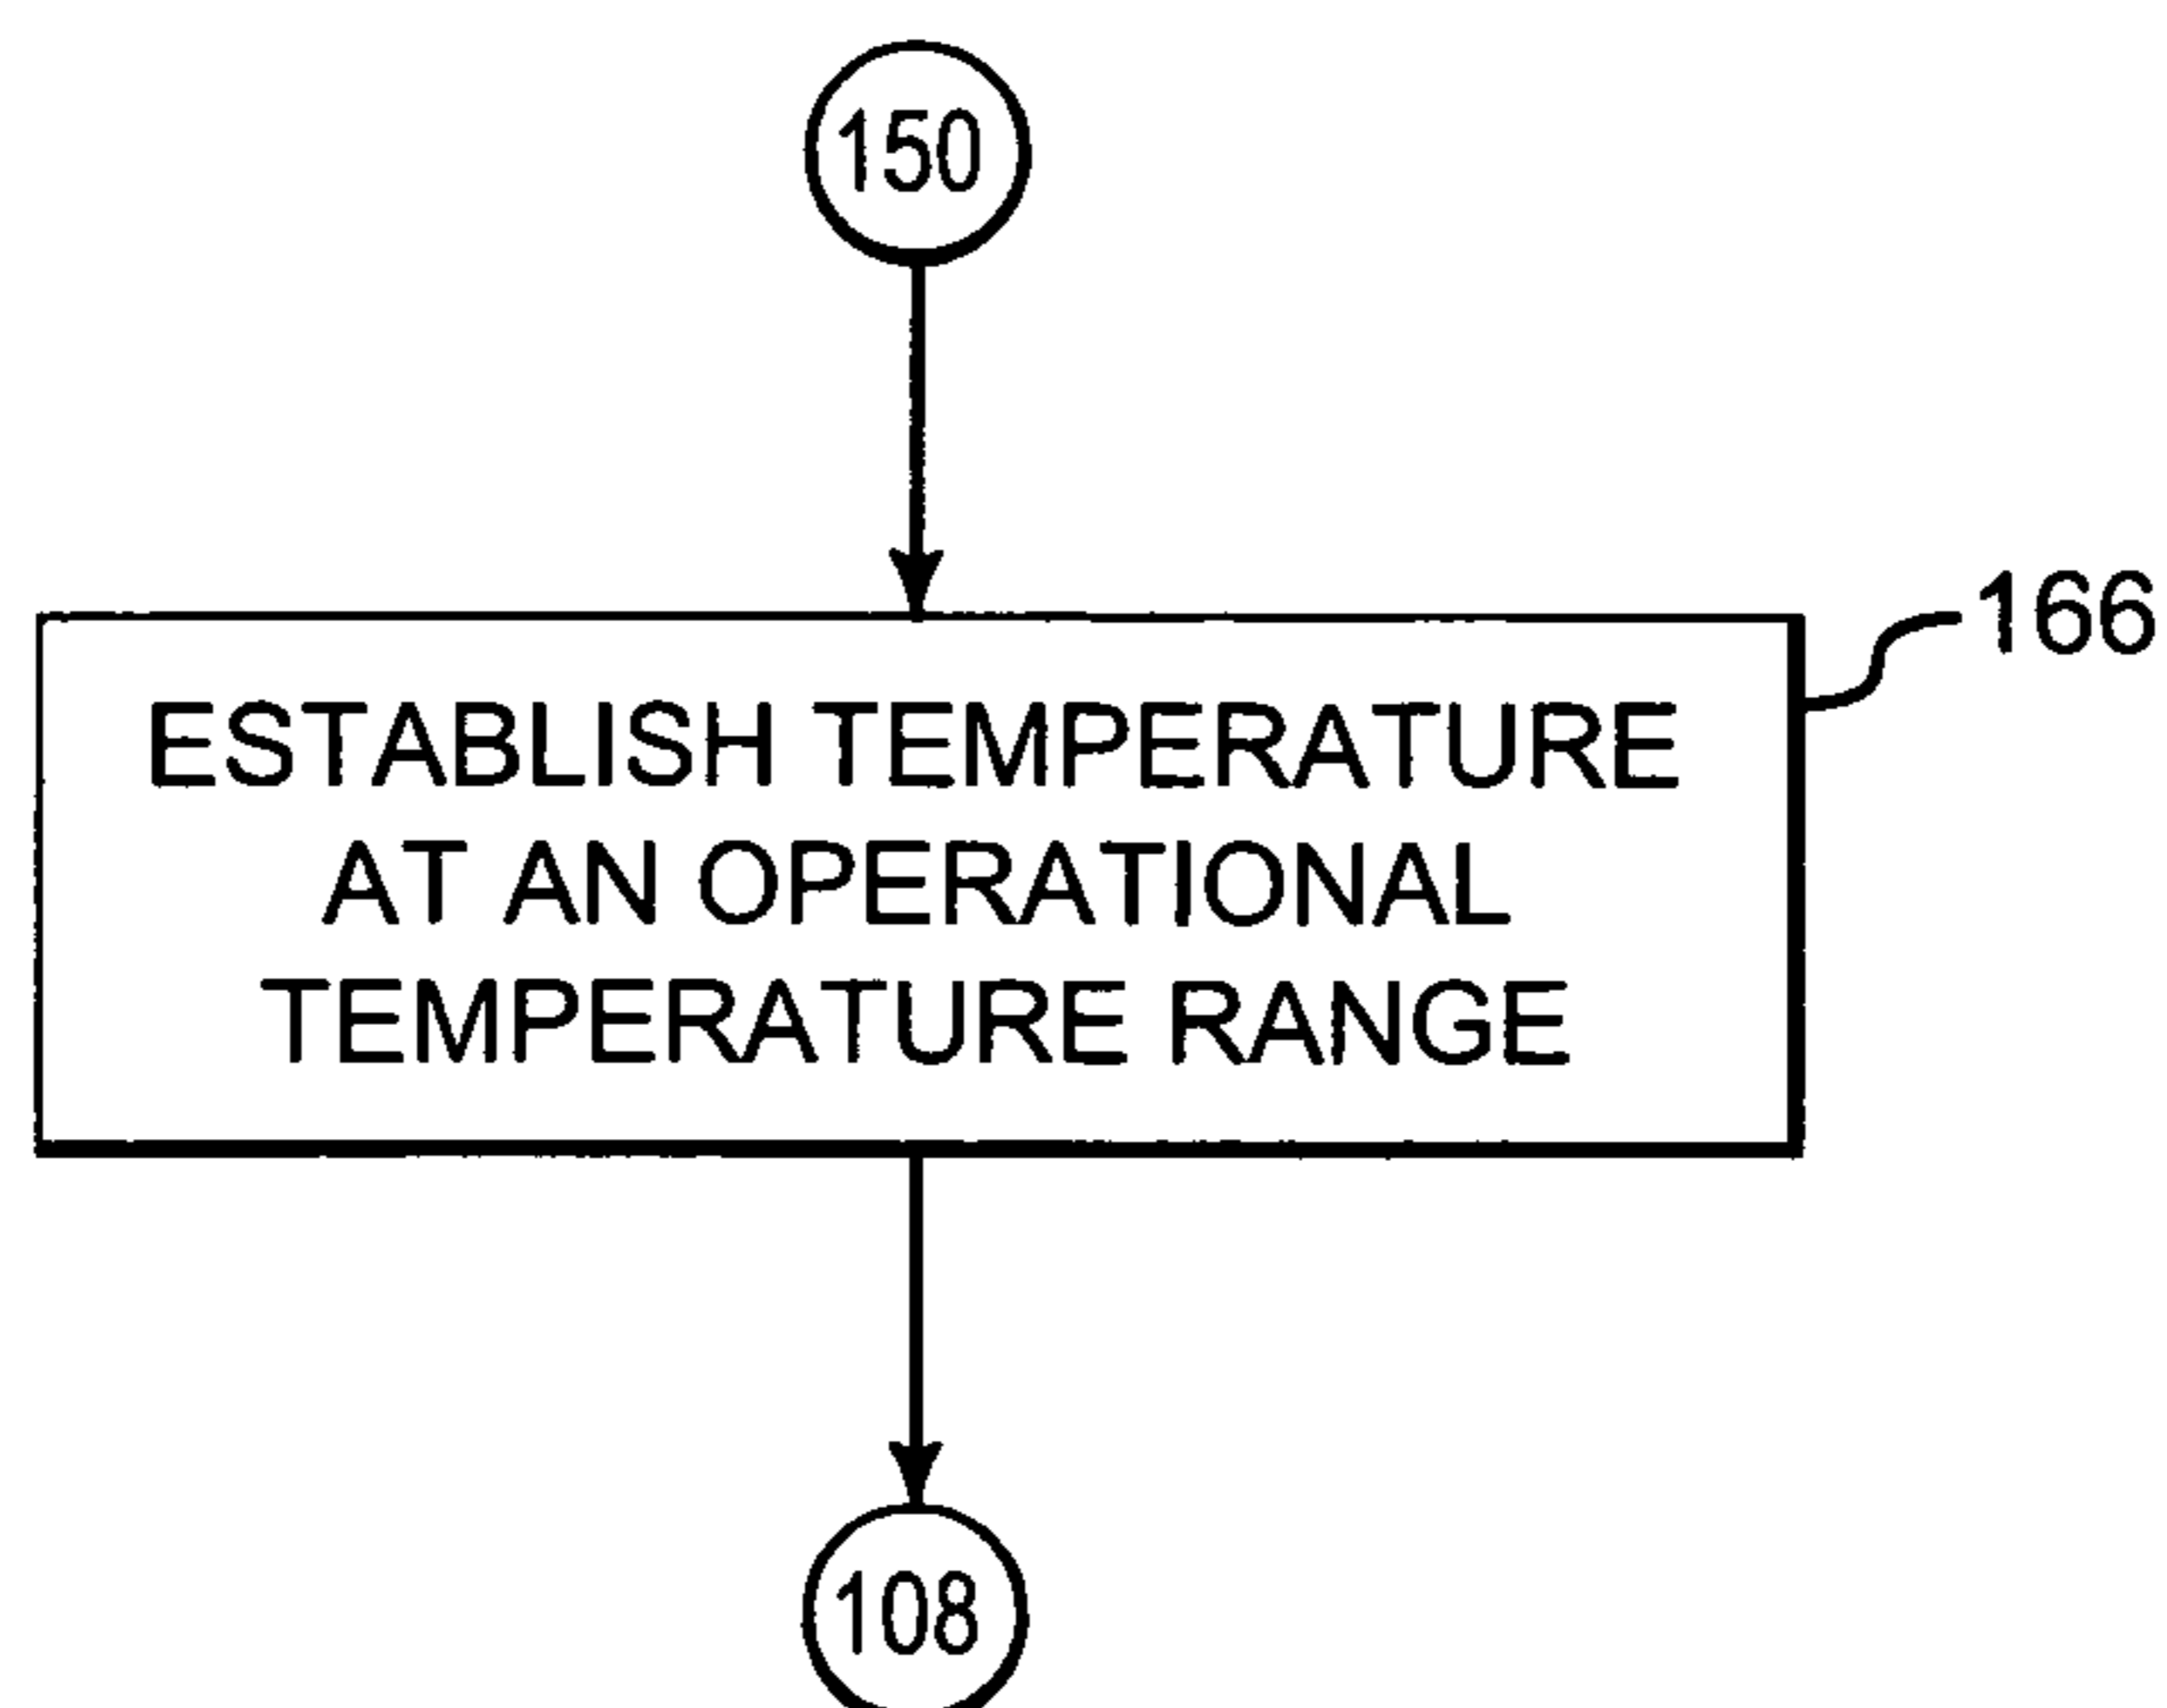 150
166
ESTABLISH TEMPERATURE
AT AN OPERATIONAL
TEMPERATURE RANGE
108